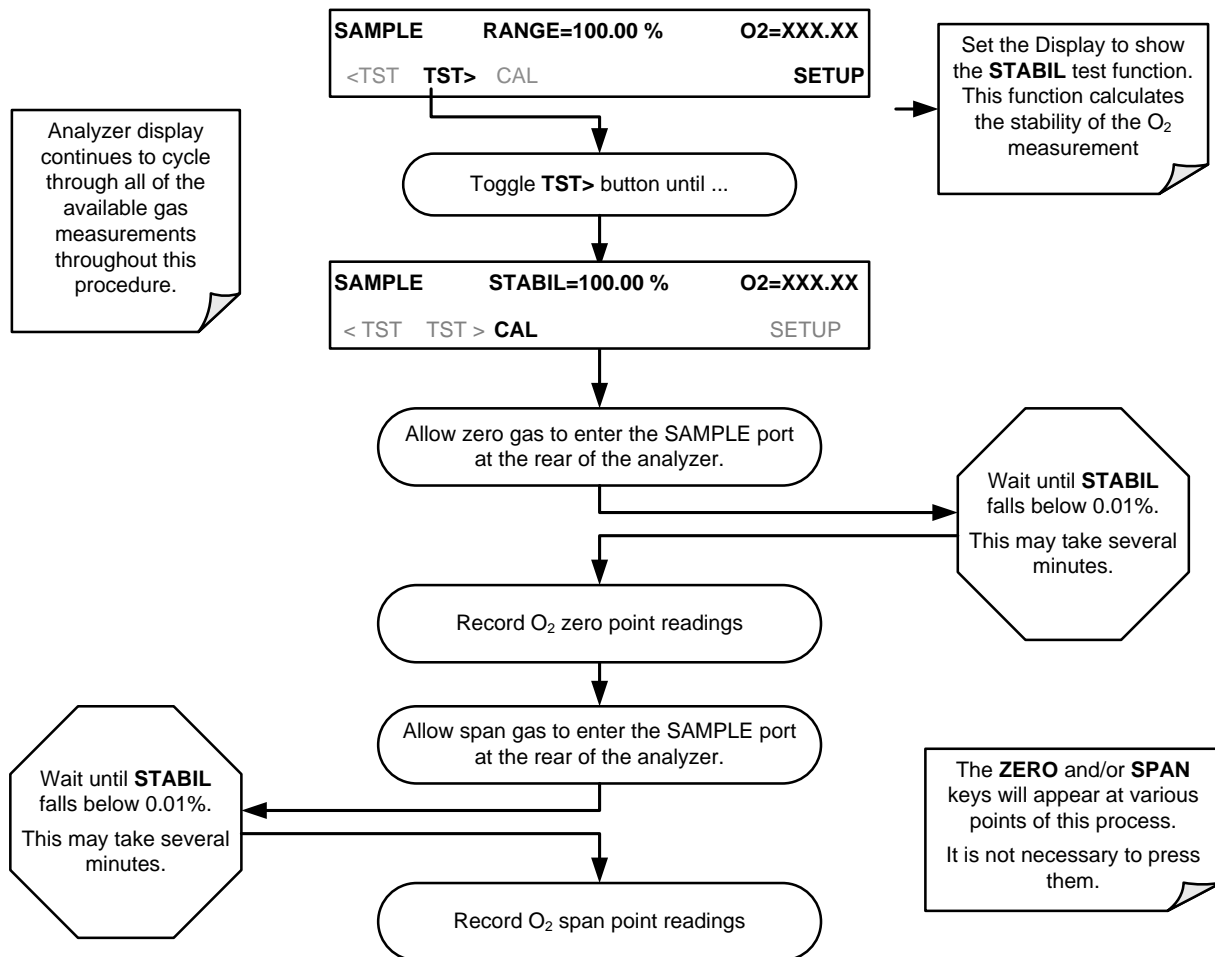 SAMPLE RANGE=100.00 % O2=XXX.XX
<TST TST> CAL SETUP
Set the Display to show
the STABIL test function.
This function calculates
the stability of the O2
measurement
Analyzer display
continues to cycle
through all of the
available gas
measurements
throughout this
procedure.
Toggle TST> button until ...
SAMPLE STABIL=100.00 % O2=XXX.XX
< TST TST > CAL SETUP
Allow zero gas to enter the SAMPLE port
at the rear of the analyzer.
Wait until STABIL
falls below 0.01%.
This may take several
minutes.
Record O2 zero point readings
Allow span gas to enter the SAMPLE port
at the rear of the analyzer.
Wait until STABIL
falls below 0.01%.
This may take several
minutes.
The ZERO and/or SPAN
keys will appear at various
points of this process.
It is not necessary to press
them.
Record O2 span point readings